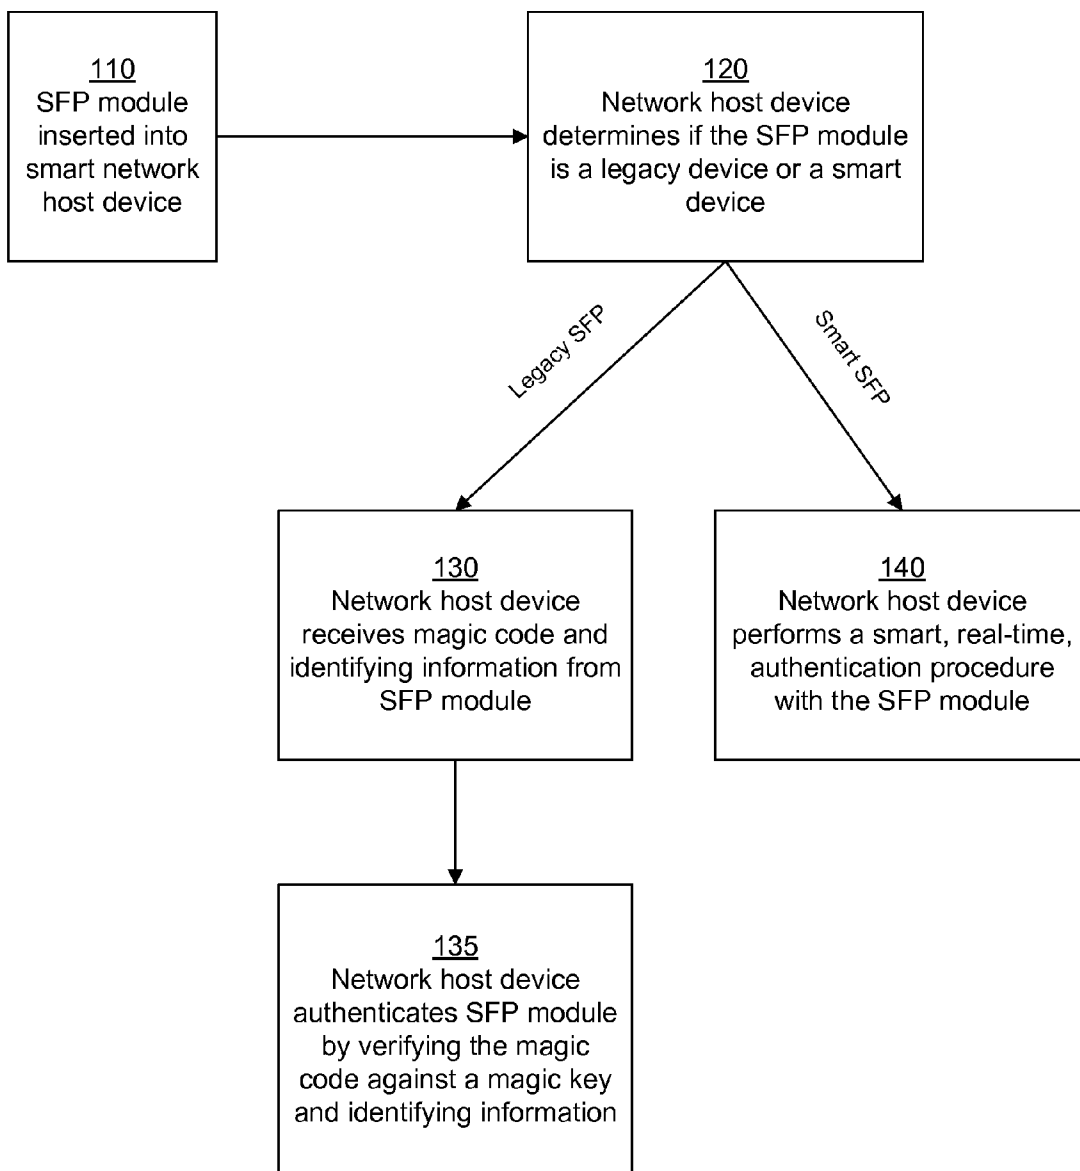 110
SFP module
inserted into
smart network
host device
120
Network host device
determines if the SFP module
is a legacy device or a smart
device
Legacy SFP
Smart SFP
130
Network host device
receives magic code and
identifying information from
SFP module
140
Network host device
performs a smart, real-time,
authentication procedure
with the SFP module
135
Network host device
authenticates SFP module
by verifying the magic
code against a magic key
and identifying information